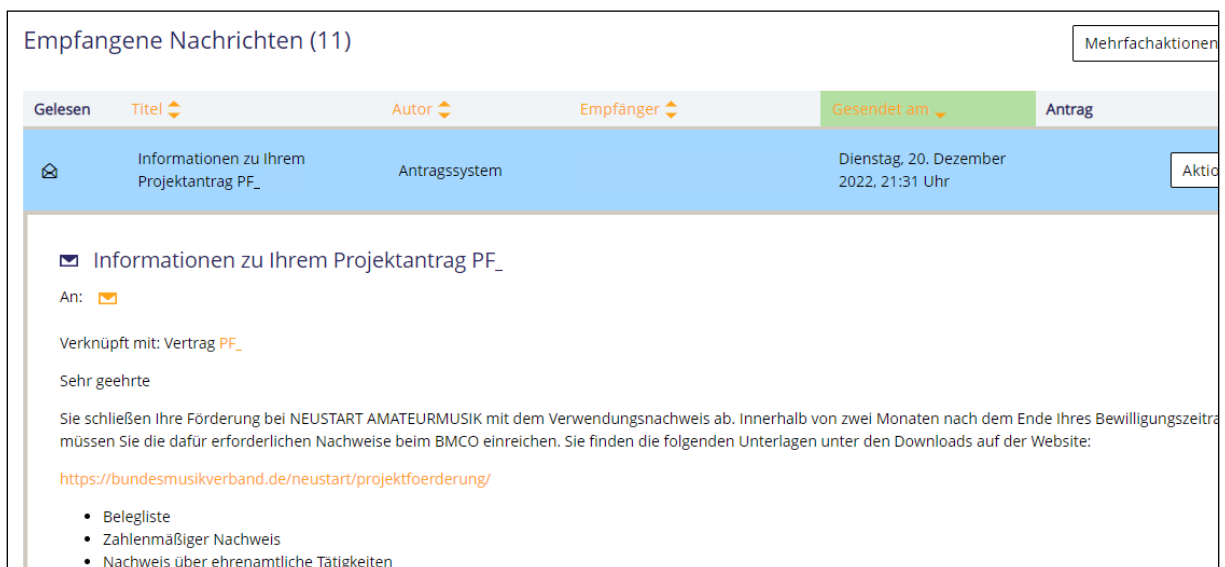 Empfangene Nachrichten (11)
Mehrfachaktionen
Gelesen Titel Autor Empfänger Gesendet am Antrag
Informationen zu Ihrem
Projektantrag PF_
Antragssystem
Dienstag, 20. Dezember
2022, 21:31 Uhr
Aktio
Informationen zu Ihrem Projektantrag PF_
An:
Verknüpft mit: Vertrag PF_
Sehr geehrte
Sie schließen Ihre Förderung bei NEUSTART AMATEURMUSIK mit dem Verwendungsnachweis ab. Innerhalb von zwei Monaten nach dem Ende Ihres Bewilligungszeitra
müssen Sie die dafür erforderlichen Nachweise beim BMCO einreichen. Sie finden die folgenden Unterlagen unter den Downloads auf der Website:
https://bundesmusikverband.de/neustart/projektfoerderung/
• Belegliste
• Zahlenmäßiger Nachweis
• Nachweis über ehrenamtliche Tätigkeiten